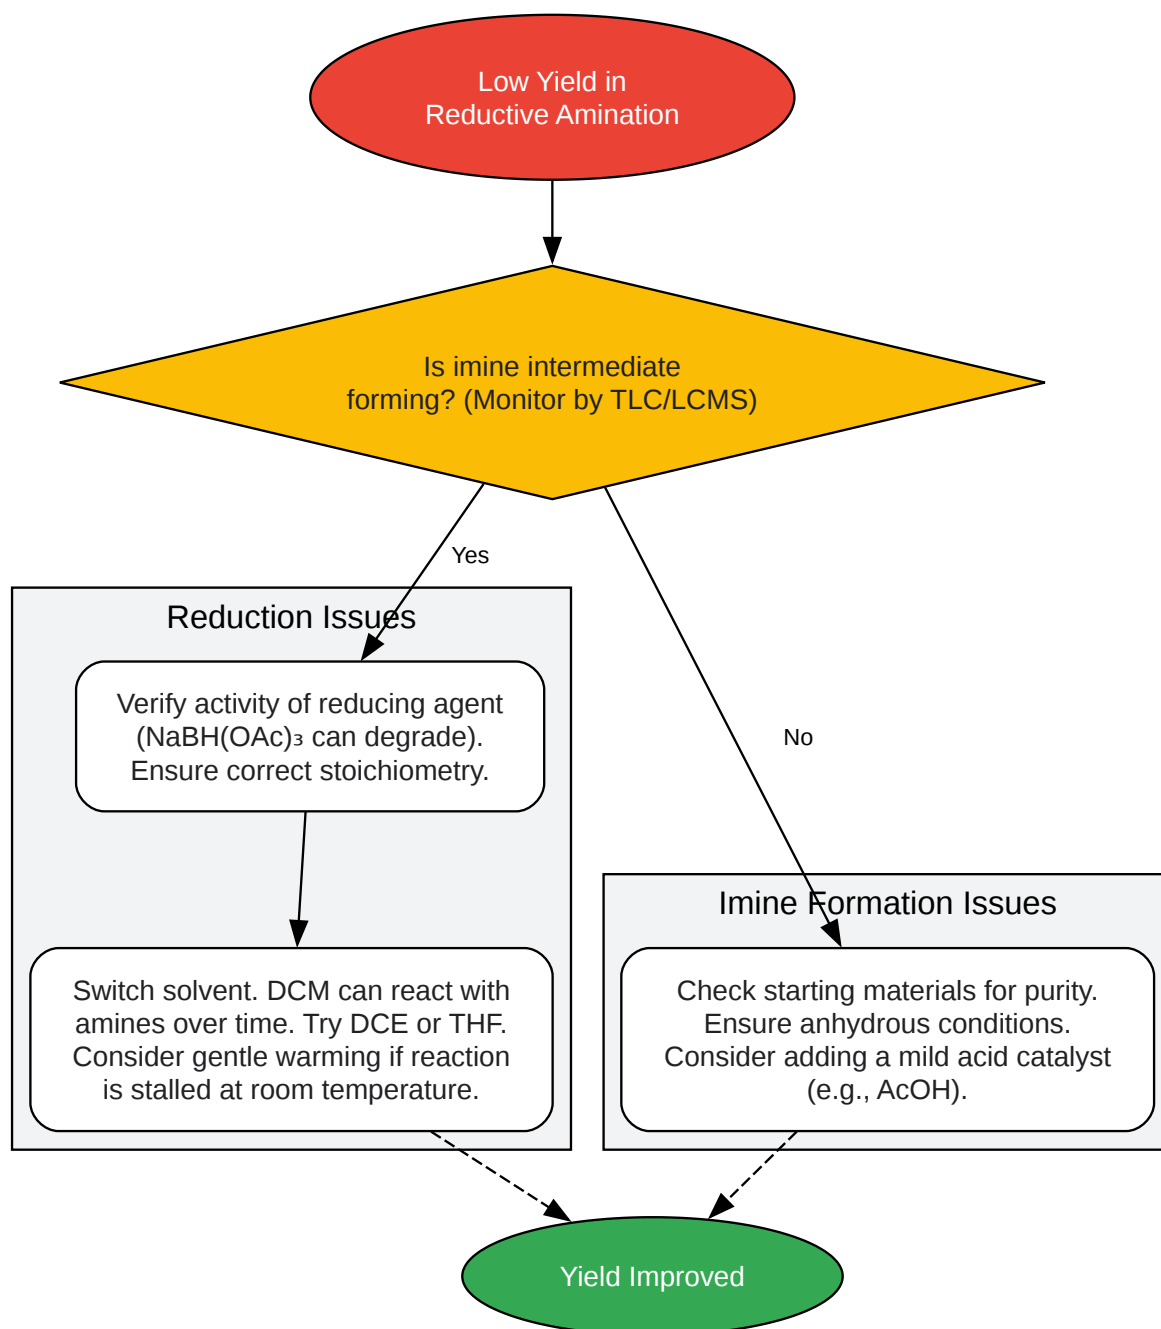 Low Yield in
Reductive Amination
Is imine intermediate
forming? (Monitor by TLC/LCMS)
Yes
No
Reduction Issues
Verify activity of reducing agent
(NaBH(OAc)₃ can degrade).
Ensure correct stoichiometry.
Switch solvent. DCM can react with
amines over time. Try DCE or THF.
Consider gentle warming if reaction
is stalled at room temperature.
Imine Formation Issues
Check starting materials for purity.
Ensure anhydrous conditions.
Consider adding a mild acid catalyst
(e.g., AcOH).
Yield Improved